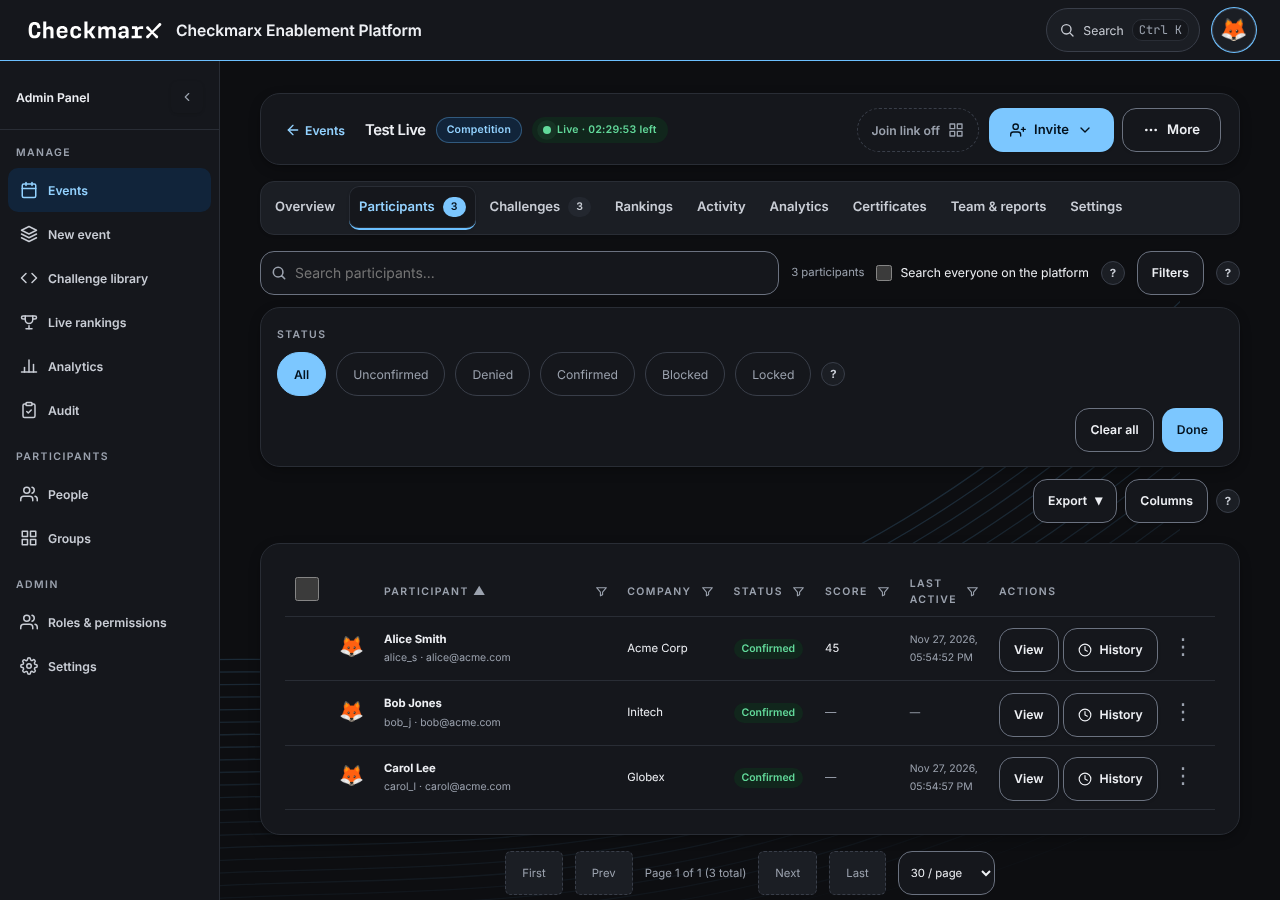 Checkmarx Checkmarx Enablement Platform Search Ctrl K
Admin Panel
MANAGE
Events
New event
Challenge library
Live rankings
Analytics
Audit
PARTICIPANTS
People
Groups
ADMIN
Roles & permissions
Settings
Events Test Live Competition Live · 02:29:53 left Join link off Invite More
Overview Participants 3 Challenges 3 Rankings Activity Analytics Certificates Team & reports Settings
Search participants... 3 participants Search everyone on the platform ? Filters ?
STATUS
All Unconfirmed Denied Confirmed Blocked Locked ?
Clear all Done
Export ▼ Columns ?
PARTICIPANT ▲ COMPANY STATUS SCORE LAST ACTIVE ACTIONS
Alice Smith
alice_s · alice@acme.com
Acme Corp Confirmed 45 Nov 27, 2026, 05:54:52 PM View History
Bob Jones
bob_j · bob@acme.com
Initech Confirmed — — View History
Carol Lee
carol_l · carol@acme.com
Globex Confirmed — Nov 27, 2026, 05:54:57 PM View History
First Prev Page 1 of 1 (3 total) Next Last 30 / page